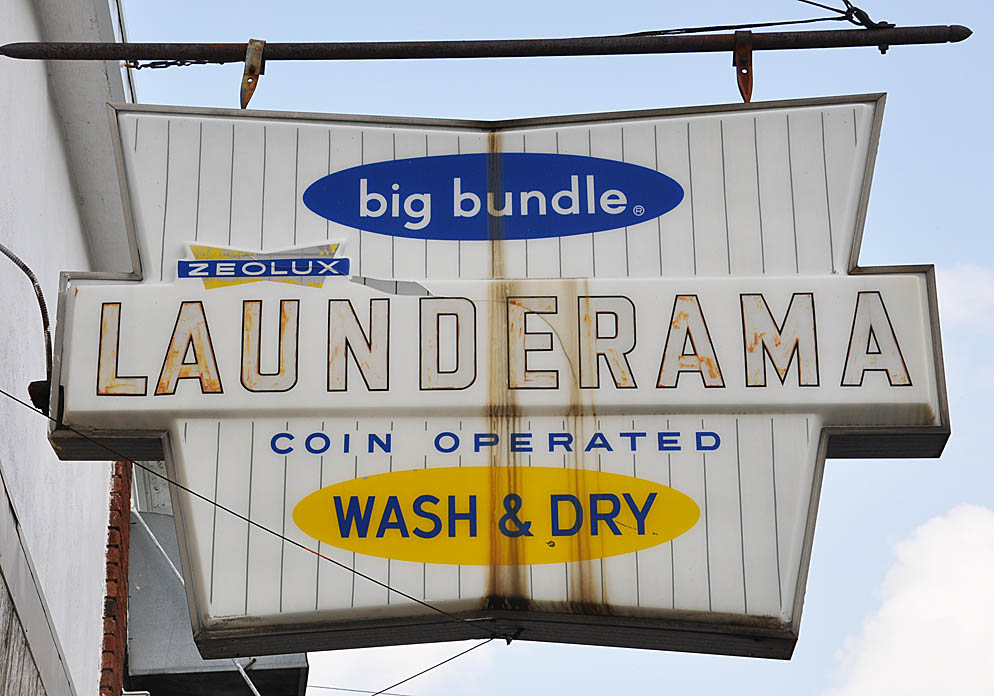 big bundle®
ZEOLUX
LAUNDERAMA
COIN OPERATED
WASH & DRY